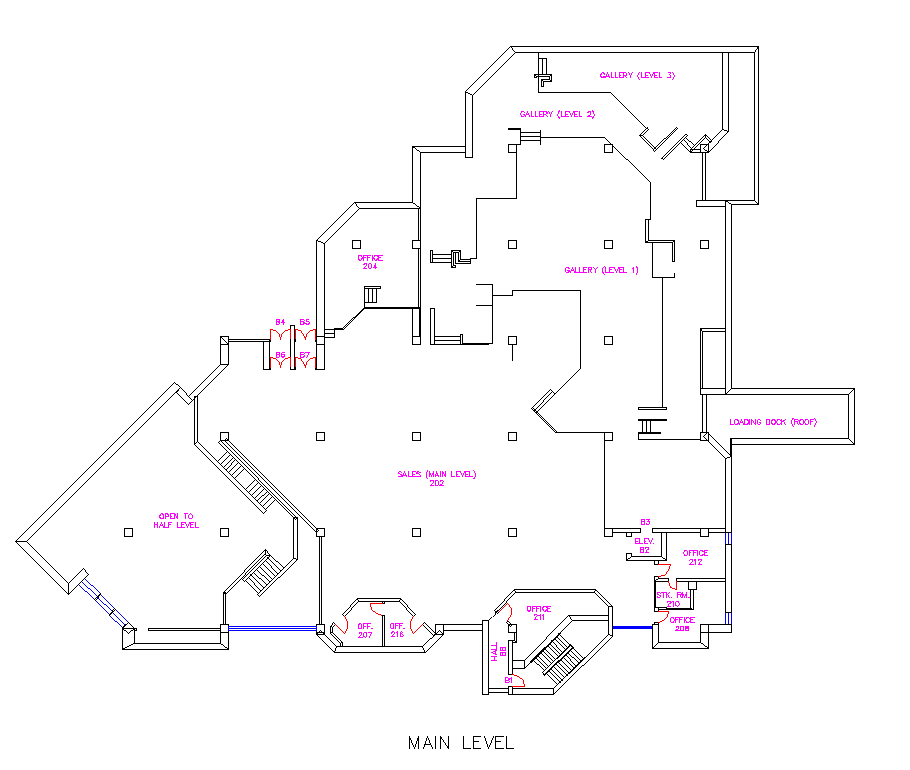 GALLERY (LEVEL 3)
GALLERY (LEVEL 2)
OFFICE
204
GALLERY (LEVEL 1)
B4
B5
B6
B7
LOADING DOCK (ROOF)
SALES (MAIN LEVEL)
202
OPEN TO
HALF LEVEL
B3
ELEV.
B2
OFFICE
212
STK. RM.
210
OFFICE
208
OFFICE
211
OFF.
207
OFF.
216
HALL
B8
B1
MAIN LEVEL